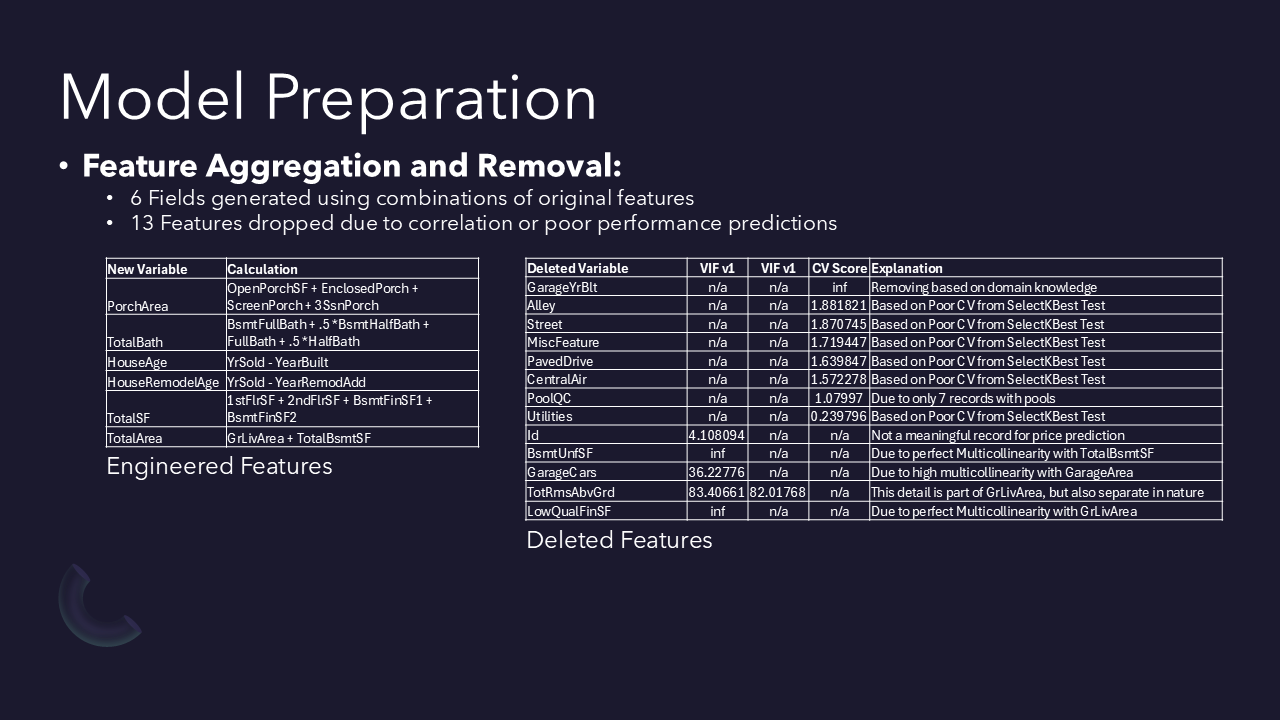 Model Preparation
• Feature Aggregation and Removal:
• 6 Fields generated using combinations of original features
• 13 Features dropped due to correlation or poor performance predictions
New Variable Calculation
PorchArea OpenPorchSF + EnclosedPorch +
ScreenPorch + 3SsnPorch
TotalBath BsmtFullBath + .5*BsmtHalfBath +
FullBath + .5*HalfBath
HouseAge YrSold - YearBuilt
HouseRemodelAge YrSold - YearRemodAdd
TotalSF 1stFlrSF + 2ndFlrSF + BsmtFinSF1 +
BsmtFinSF2
TotalArea GrLivArea + TotalBsmtSF
Engineered Features
Deleted Variable VIF v1 VIF v1 CV Score Explanation
GarageYrBlt n/a n/a inf Removing based on domain knowledge
Alley n/a n/a 1.881821 Based on Poor CV from SelectKBest Test
Street n/a n/a 1.870745 Based on Poor CV from SelectKBest Test
MiscFeature n/a n/a 1.719447 Based on Poor CV from SelectKBest Test
PavedDrive n/a n/a 1.639847 Based on Poor CV from SelectKBest Test
CentralAir n/a n/a 1.572278 Based on Poor CV from SelectKBest Test
PoolQC n/a n/a 1.07997 Due to only 7 records with pools
Utilities n/a n/a 0.239796 Based on Poor CV from SelectKBest Test
Id 4.108094 n/a n/a Not a meaningful record for price prediction
BsmtUnfSF inf n/a n/a Due to perfect Multicollinearity with TotalBsmtSF
GarageCars 36.22776 n/a n/a Due to high multicollinearity with GarageArea
TotRmsAbvGrd 83.40661 82.01768 n/a This detail is part of GrLivArea, but also separate in nature
LowQualFinSF inf n/a n/a Due to perfect Multicollinearity with GrLivArea
Deleted Features